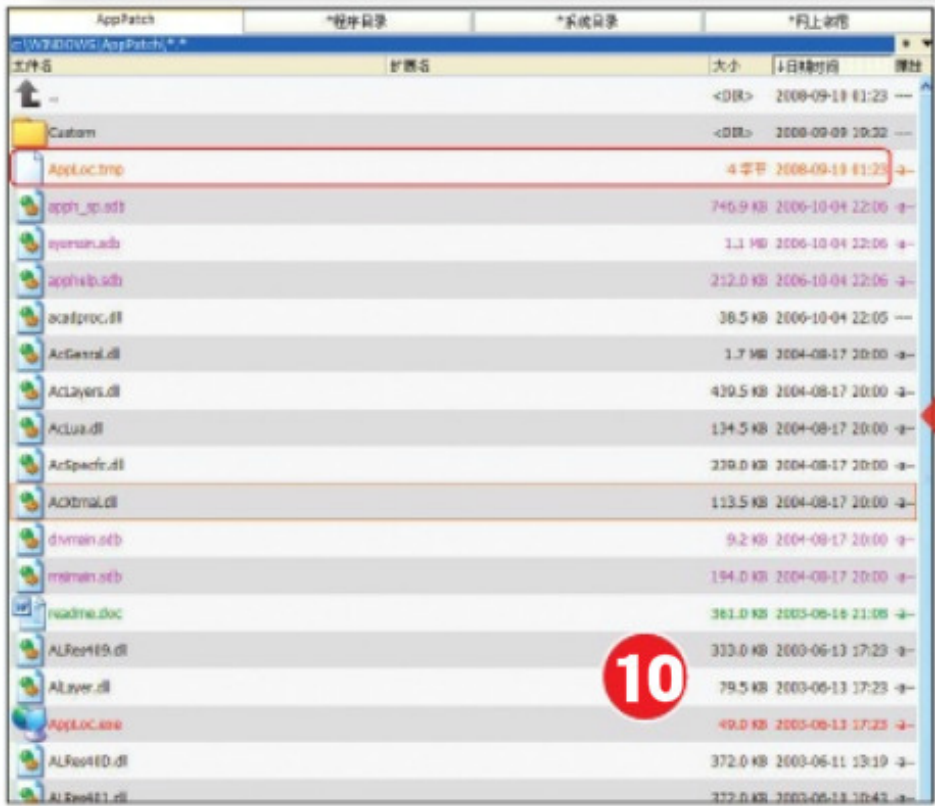 AppPatch *程序目录 *系统目录 *网上邻居
c:\WINDOWS\AppPatch\*.*
文件名 扩展名 大小 ↓日期时间 属性
.. <DIR> 2008-09-10 01:23 ----
Custom <DIR> 2008-09-09 19:32 ----
AppLoc.tmp 4 字节 2008-09-10 01:23 -a--
apph_sp.sdb 746.9 KB 2006-10-04 22:06 -a--
sysmain.sdb 1.1 MB 2006-10-04 22:06 -a--
apphelp.sdb 212.0 KB 2006-10-04 22:06 -a--
acadproc.dll 38.5 KB 2006-10-04 22:05 ----
AcGenral.dll 1.7 MB 2004-08-17 20:00 -a--
AcLayers.dll 439.5 KB 2004-08-17 20:00 -a--
AcLua.dll 134.5 KB 2004-08-17 20:00 -a--
AcSpecfc.dll 239.0 KB 2004-08-17 20:00 -a--
AcXtrnal.dll 113.5 KB 2004-08-17 20:00 -a--
drvmain.sdb 9.2 KB 2004-08-17 20:00 -a--
msimain.sdb 194.0 KB 2004-08-17 20:00 -a--
readme.doc 361.0 KB 2003-06-16 21:08 -a--
ALRes409.dll 333.0 KB 2003-06-13 17:23 -a--
10
ALayer.dll 79.5 KB 2003-06-13 17:23 -a--
AppLoc.exe 49.0 KB 2003-06-13 17:23 -a--
ALRes40D.dll 372.0 KB 2003-06-11 13:19 -a--
ALRes401.dll 372.0 KB